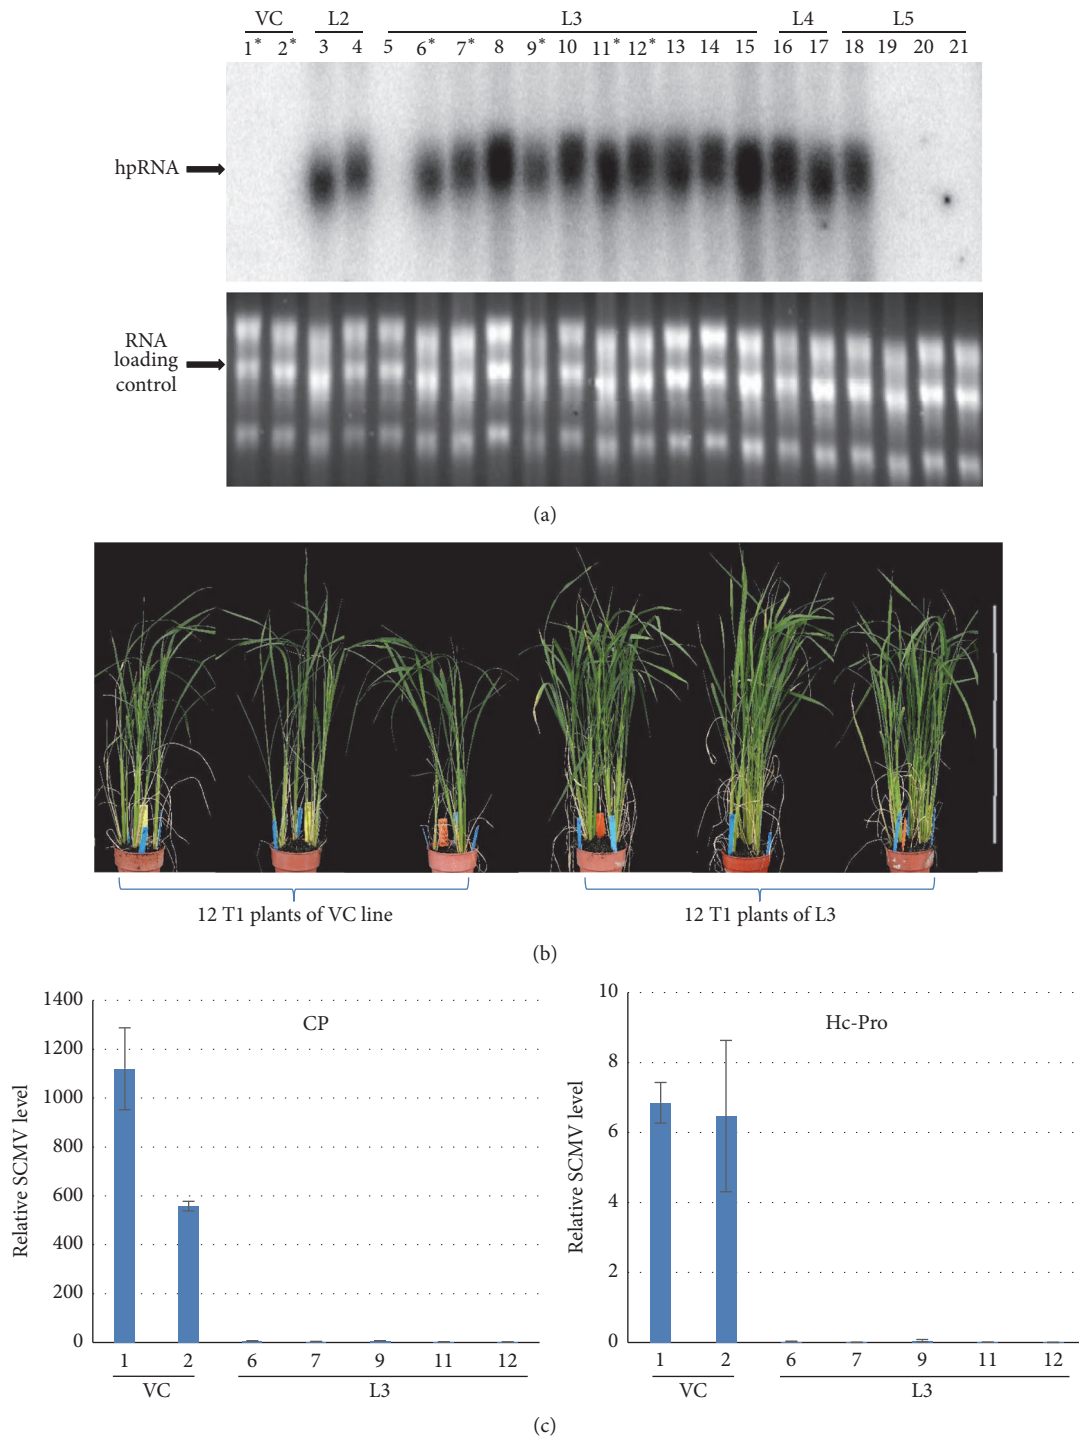 VC L2 L3 L4 L5
1* 2* 3 4 5 6* 7* 8 9* 10 11* 12* 13 14 15 16 17 18 19 20 21
hpRNA
RNA
loading
control
(a)
12 T1 plants of VC line
12 T1 plants of L3
(b)
CP
Relative SCMV level
1400
1200
1000
800
600
400
200
0
1 2 6 7 9 11 12
VC L3
Hc-Pro
Relative SCMV level
10
8
6
4
2
0
1 2 6 7 9 11 12
VC L3
(c)